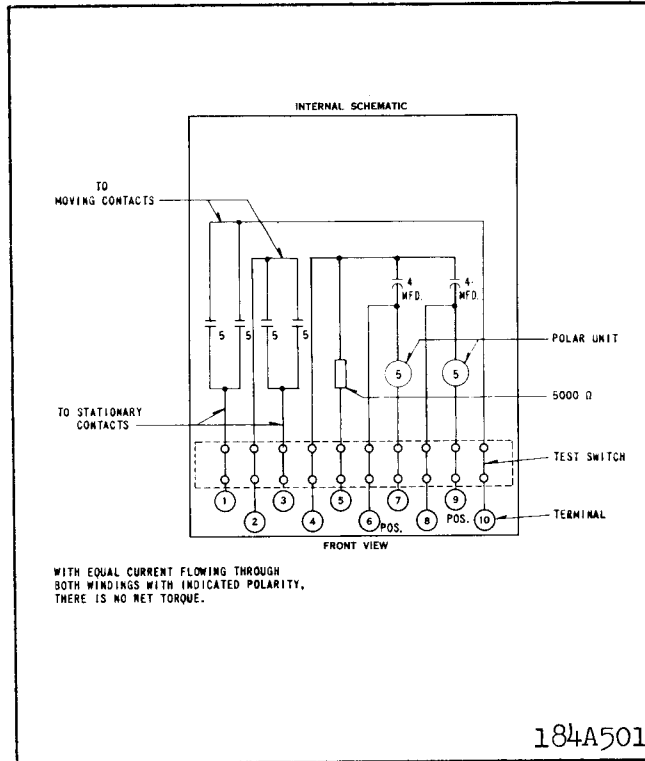 INTERNAL SCHEMATIC
TO
MOVING CONTACTS
4
MFD.
4
MFD.
5 5 5 5
POLAR UNIT
5 5
5000 Ω
TO STATIONARY
CONTACTS
TEST SWITCH
1 3 5 7 9
2 4 6 POS. 8 POS. 10
TERMINAL
FRONT VIEW
WITH EQUAL CURRENT FLOWING THROUGH
BOTH WINDINGS WITH INDICATED POLARITY,
THERE IS NO NET TORQUE.
184A501